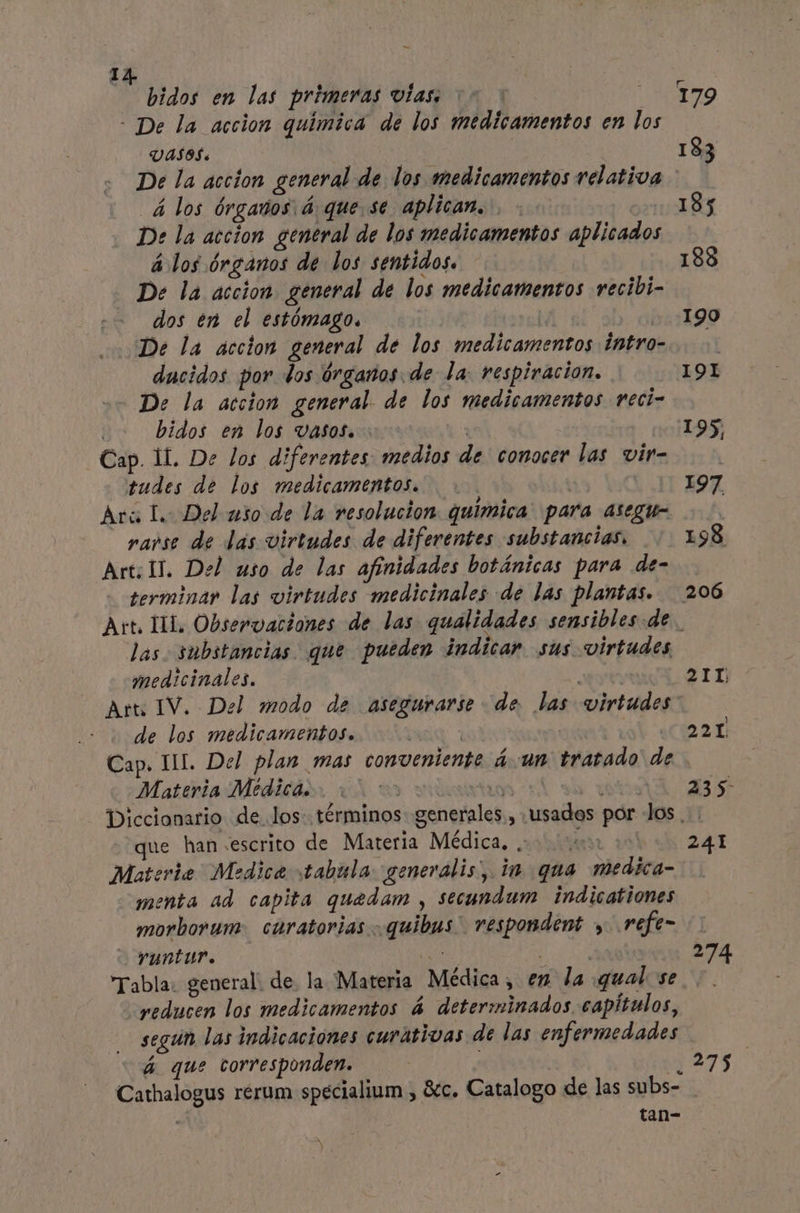 14
bidos en las primeras vias. 179
De la accion quimica de los medicamentos en los
vasos. 183
De la accion general de los medicamentos relativa
á los órganos á que se aplican. 185
De la accion general de los medicamentos aplicados
á los órganos de los sentidos. 188
De la accion general de los medicamentos recibi-
dos en el estómago. 190
De la accion general de los medicamentos intro-
ducidos por los órganos de la respiracion. 191
De la accion general de los medicamentos reci-
bidos en los vasos. 195
Cap. II. De los diferentes medios de conocer las vir-
tudes de los medicamentos. 197
Art. I. Del uso de la resolucion quimica para asegu-
rarse de las virtudes de diferentes substancias. 198
Art. II. Del uso de las afinidades botánicas para de-
terminar las virtudes medicinales de las plantas. 206
Art. III. Observaciones de las qualidades sensibles de
las substancias que pueden indicar sus virtudes
medicinales. 211
Art. IV. Del modo de asegurarse de las virtudes
de los medicamentos. 221
Cap. III. Del plan mas conveniente á un tratado de
Materia Médica. 235
Diccionario de los términos generales, usados por los
que han escrito de Materia Médica. 241
Materiæ Medicæ tabula generalis, in qua medica-
menta ad capita quædam, secundum indicationes
morborum curatorias quibus respondent, refe-
runtur. 274
Tabla general de la Materia Médica, en la qual se
reducen los medicamentos á determinados capítulos,
segun las indicaciones curativas de las enfermedades
á que corresponden. 275
Cathalogus rerum specialium, &c. Catalogo de las subs-
tan-